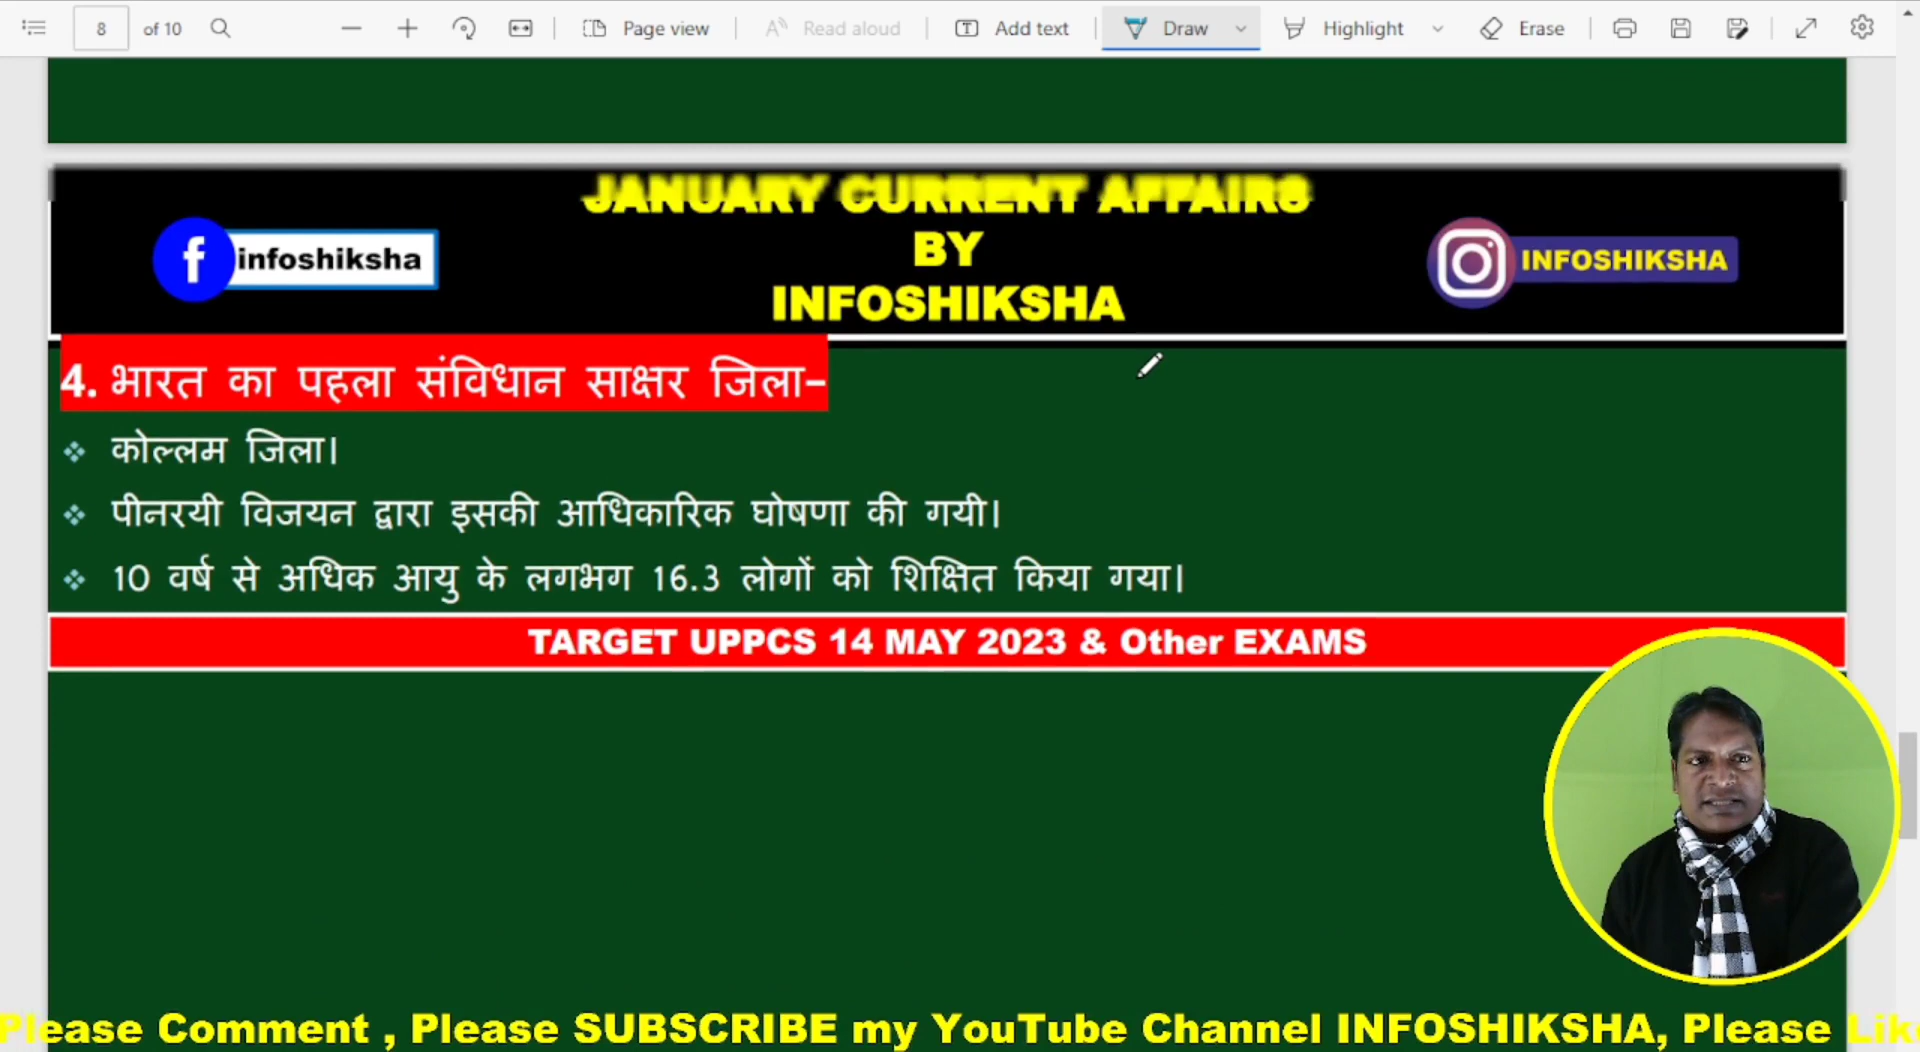 8 of 10 Page view Read aloud Add text Draw Highlight Erase
JANUARY CURRENT AFFAIRS
BY
INFOSHIKSHA
infoshiksha
INFOSHIKSHA
4. भारत का पहला संविधान साक्षर जिला-
❖ कोल्लम जिला।
❖ पीनरयी विजयन द्वारा इसकी आधिकारिक घोषणा की गयी।
❖ 10 वर्ष से अधिक आयु के लगभग 16.3 लोगों को शिक्षित किया गया।
TARGET UPPCS 14 MAY 2023 & Other EXAMS
Please Comment , Please SUBSCRIBE my YouTube Channel INFOSHIKSHA, Please Lik